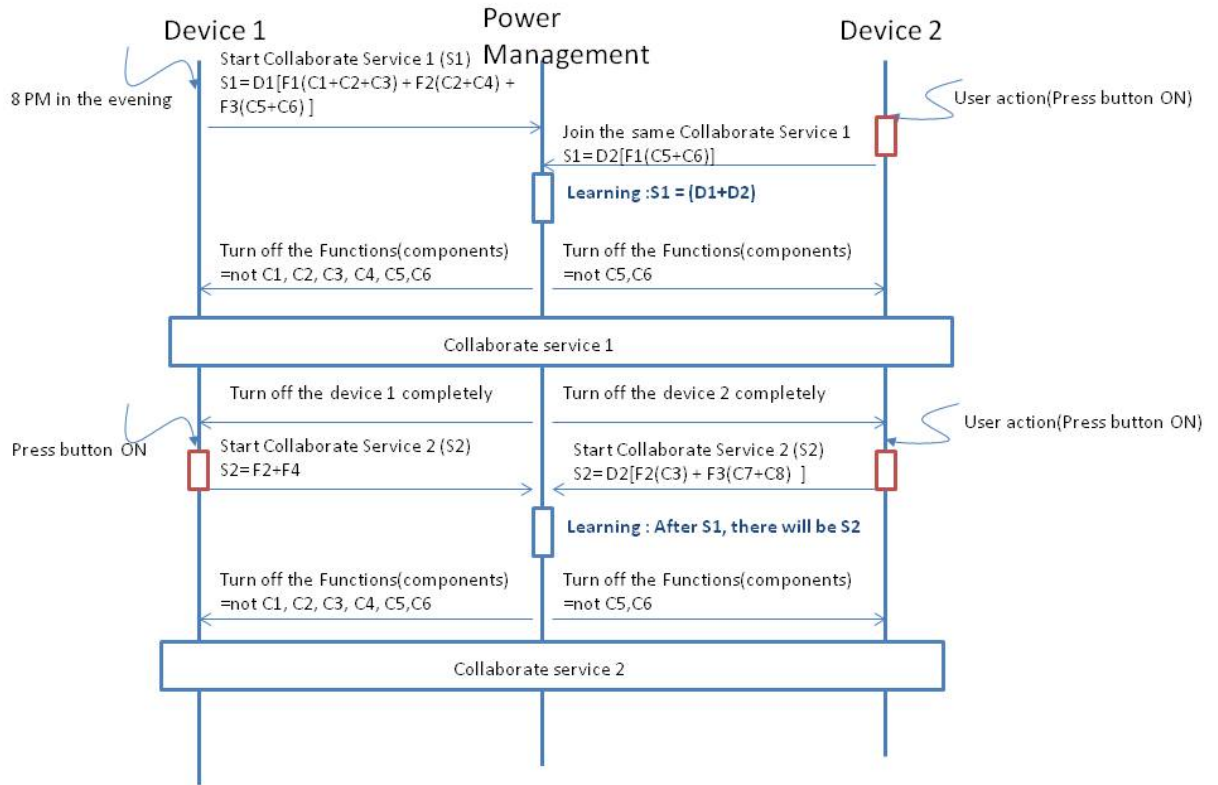 Device 1
Power
Management
Device 2
Start Collaborate Service 1 (S1)
S1= D1[F1(C1+C2+C3) + F2(C2+C4) +
F3(C5+C6) ]
8 PM in the evening
User action(Press button ON)
Join the same Collaborate Service 1
S1= D2[F1(C5+C6)]
Learning :S1 = (D1+D2)
Turn off the Functions(components)
=not C1, C2, C3, C4, C5,C6
Turn off the Functions(components)
=not C5,C6
Collaborate service 1
Turn off the device 1 completely
Turn off the device 2 completely
Press button ON
User action(Press button ON)
Start Collaborate Service 2 (S2)
S2= F2+F4
Start Collaborate Service 2 (S2)
S2= D2[F2(C3) + F3(C7+C8) ]
Learning : After S1, there will be S2
Turn off the Functions(components)
=not C1, C2, C3, C4, C5,C6
Turn off the Functions(components)
=not C5,C6
Collaborate service 2